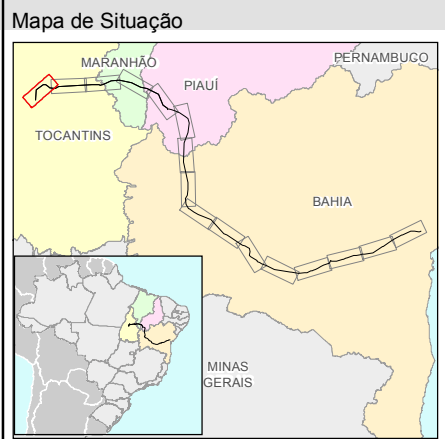 Mapa de Situação
PERNAMBUCO
MARANHÃO
PIAUÍ
TOCANTINS
BAHIA
MINAS
GERAIS